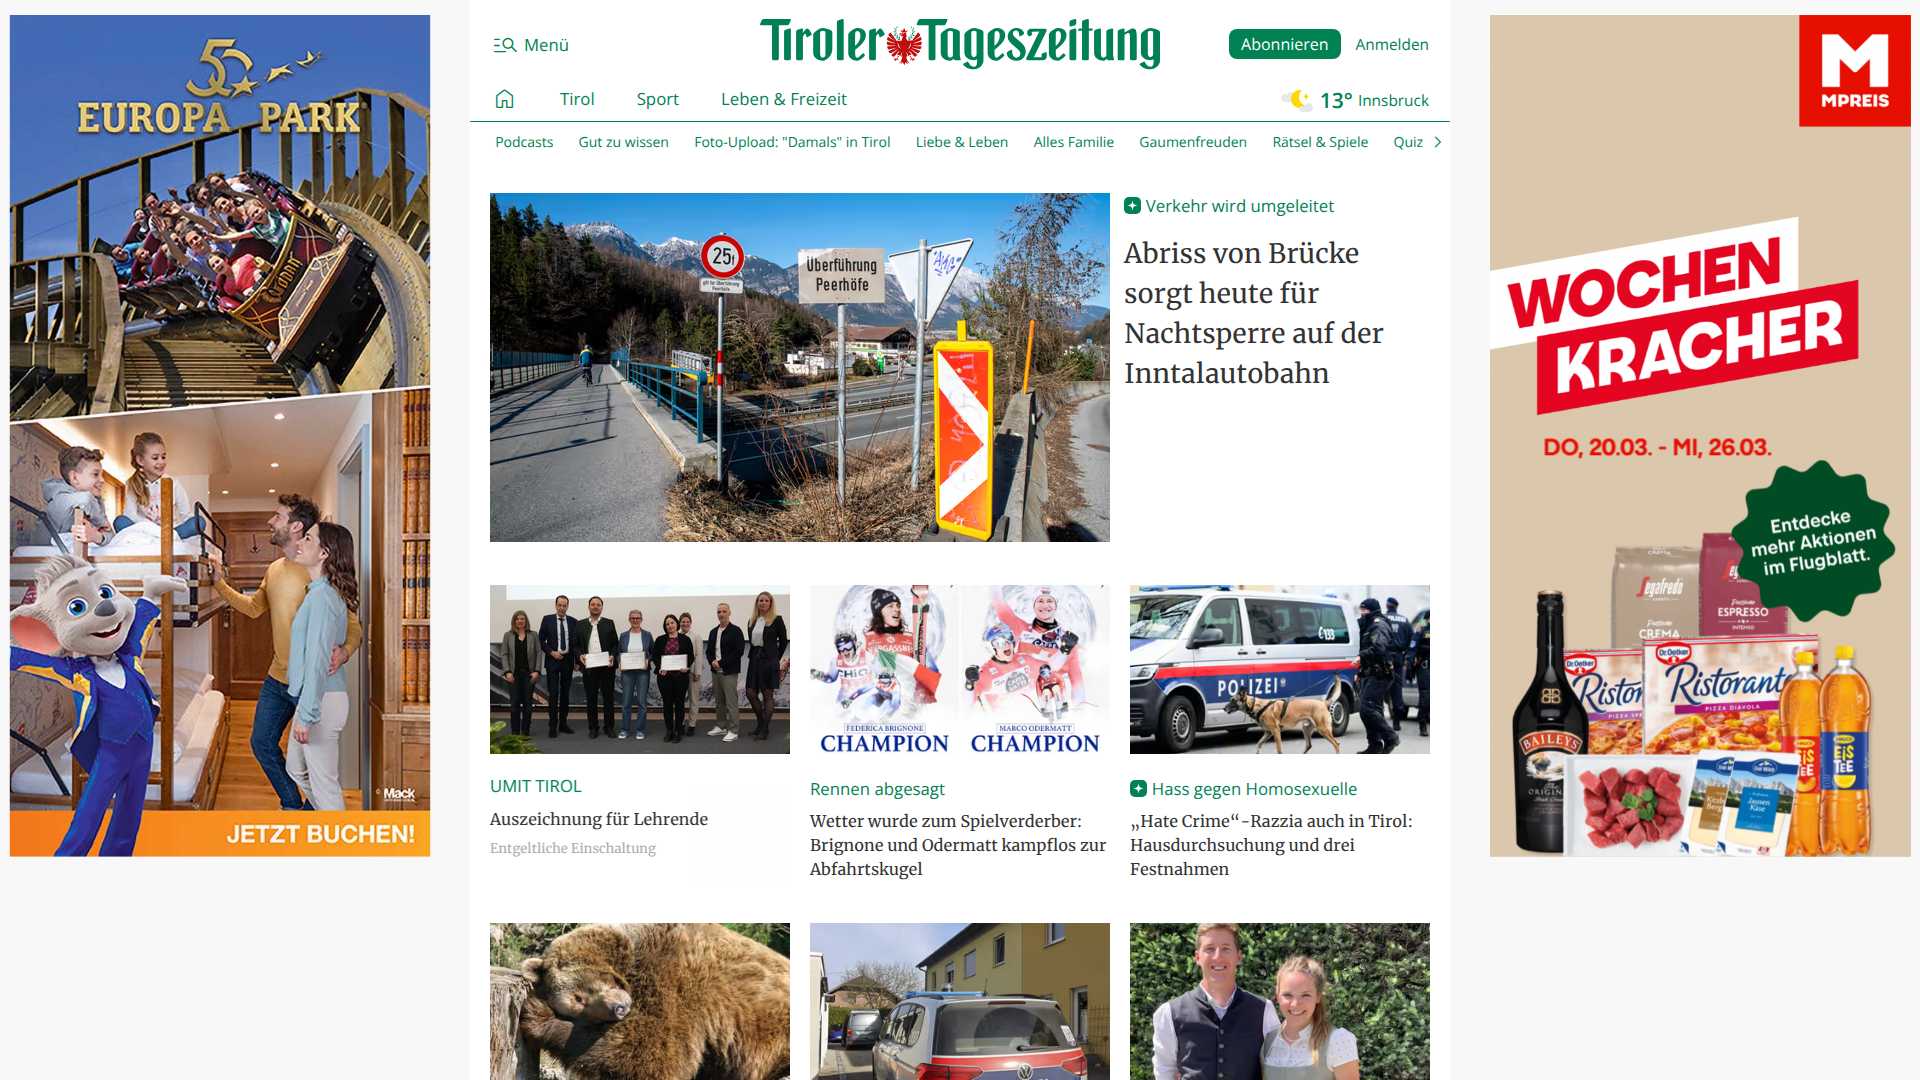 Menü
Tiroler Tageszeitung
Abonnieren
Anmelden
Tirol
Sport
Leben & Freizeit
13° Innsbruck
Podcasts
Gut zu wissen
Foto-Upload: "Damals" in Tirol
Liebe & Leben
Alles Familie
Gaumenfreuden
Rätsel & Spiele
Quiz
50
EUROPA PARK
© Mack
JETZT BUCHEN!
25t
Überführung
Peerhöfe
Verkehr wird umgeleitet
Abriss von Brücke
sorgt heute für
Nachtsperre auf der
Inntalautobahn
UMIT TIROL
Auszeichnung für Lehrende
Entgeltliche Einschaltung
FEDERICA BRIGNONE
CHAMPION
MARCO ODERMATT
CHAMPION
Rennen abgesagt
Wetter wurde zum Spielverderber:
Brignone und Odermatt kampflos zur
Abfahrtskugel
133
POLIZEI
Hass gegen Homosexuelle
„Hate Crime“-Razzia auch in Tirol:
Hausdurchsuchung und drei
Festnahmen
M
MPREIS
WOCHEN
KRACHER
DO, 20.03. - MI, 26.03.
Entdecke
mehr Aktionen
im Flugblatt.
Segafredo
CREMA
ESPRESSO
Dr. Oetker
Ristorante
PIZZA DIAVOLA
BAILEYS
ORIGINAL
EIS
TEE